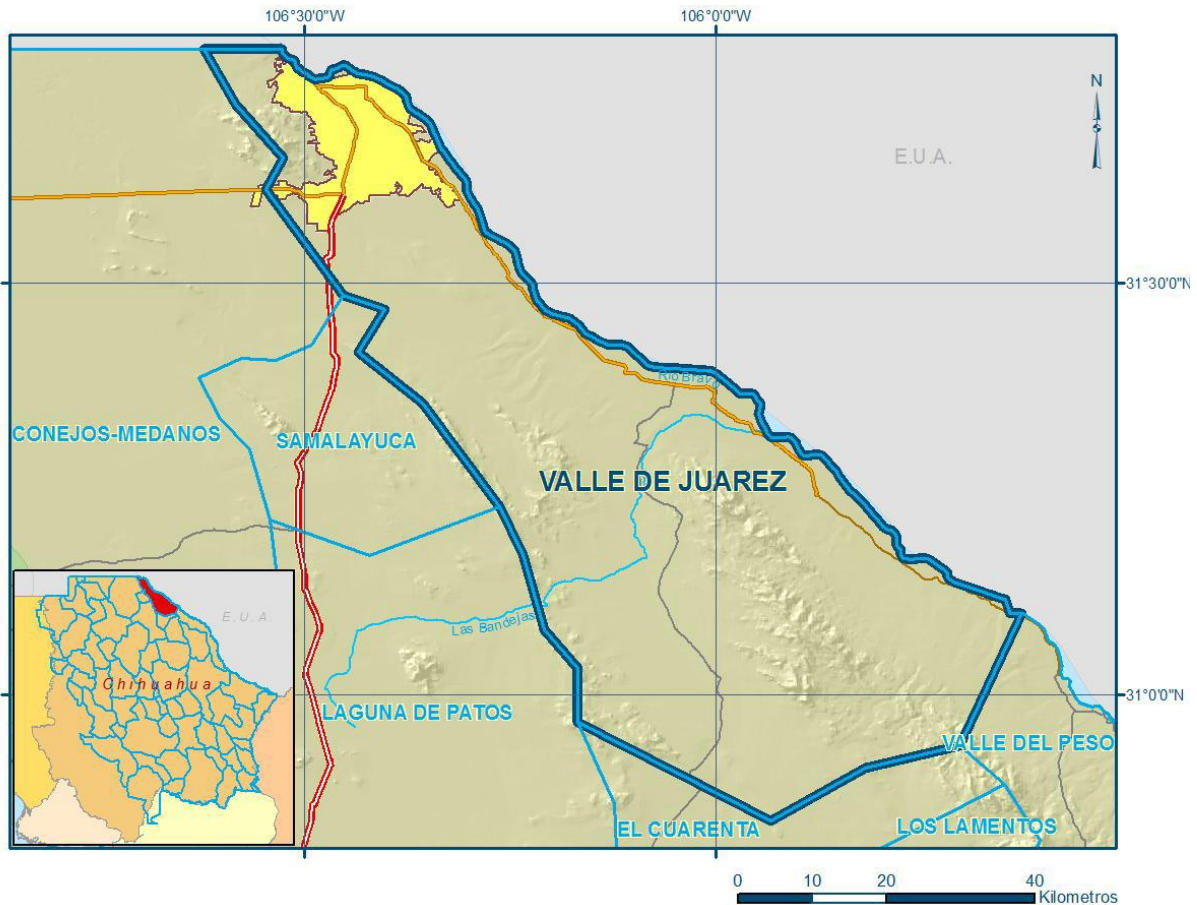 106°30'0"W
106°0'0"W
N
E.U.A.
31°30'0"N
Rio Bravo
CONEJOS-MEDANOS
SAMALAYUCA
VALLE DE JUAREZ
E.U.A.
Las Bandejas
Chihuahua
31°0'0"N
LAGUNA DE PATOS
VALLE DEL PESO
EL CUARENTA
LOS LAMENTOS
0 10 20 40
Kilometros